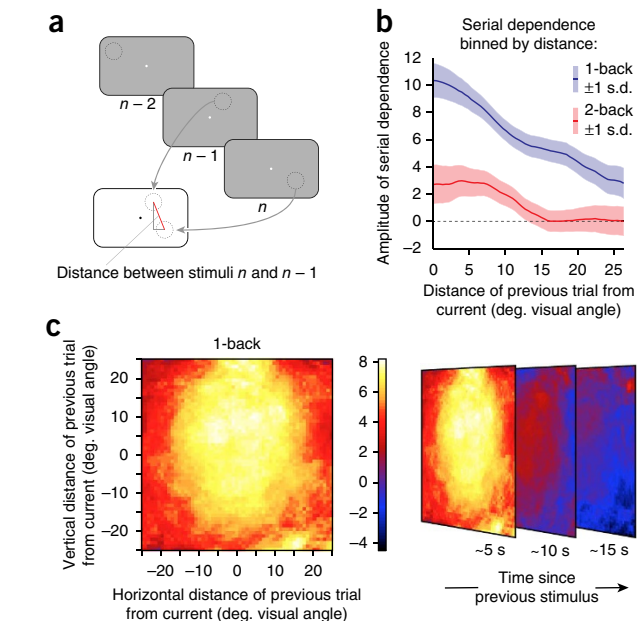 a
n – 2
n – 1
n
Distance between stimuli n and n – 1
b
Serial dependence
binned by distance:
1-back
±1 s.d.
2-back
±1 s.d.
Amplitude of serial dependence
12
10
8
6
4
2
0
–2
0 5 10 15 20 25
Distance of previous trial from
current (deg. visual angle)
c
1-back
Vertical distance of previous trial
from current (deg. visual angle)
20
10
0
–10
–20
–20 –10 0 10 20
Horizontal distance of previous trial
from current (deg. visual angle)
8
6
4
2
0
–2
–4
~5 s ~10 s ~15 s
Time since
previous stimulus